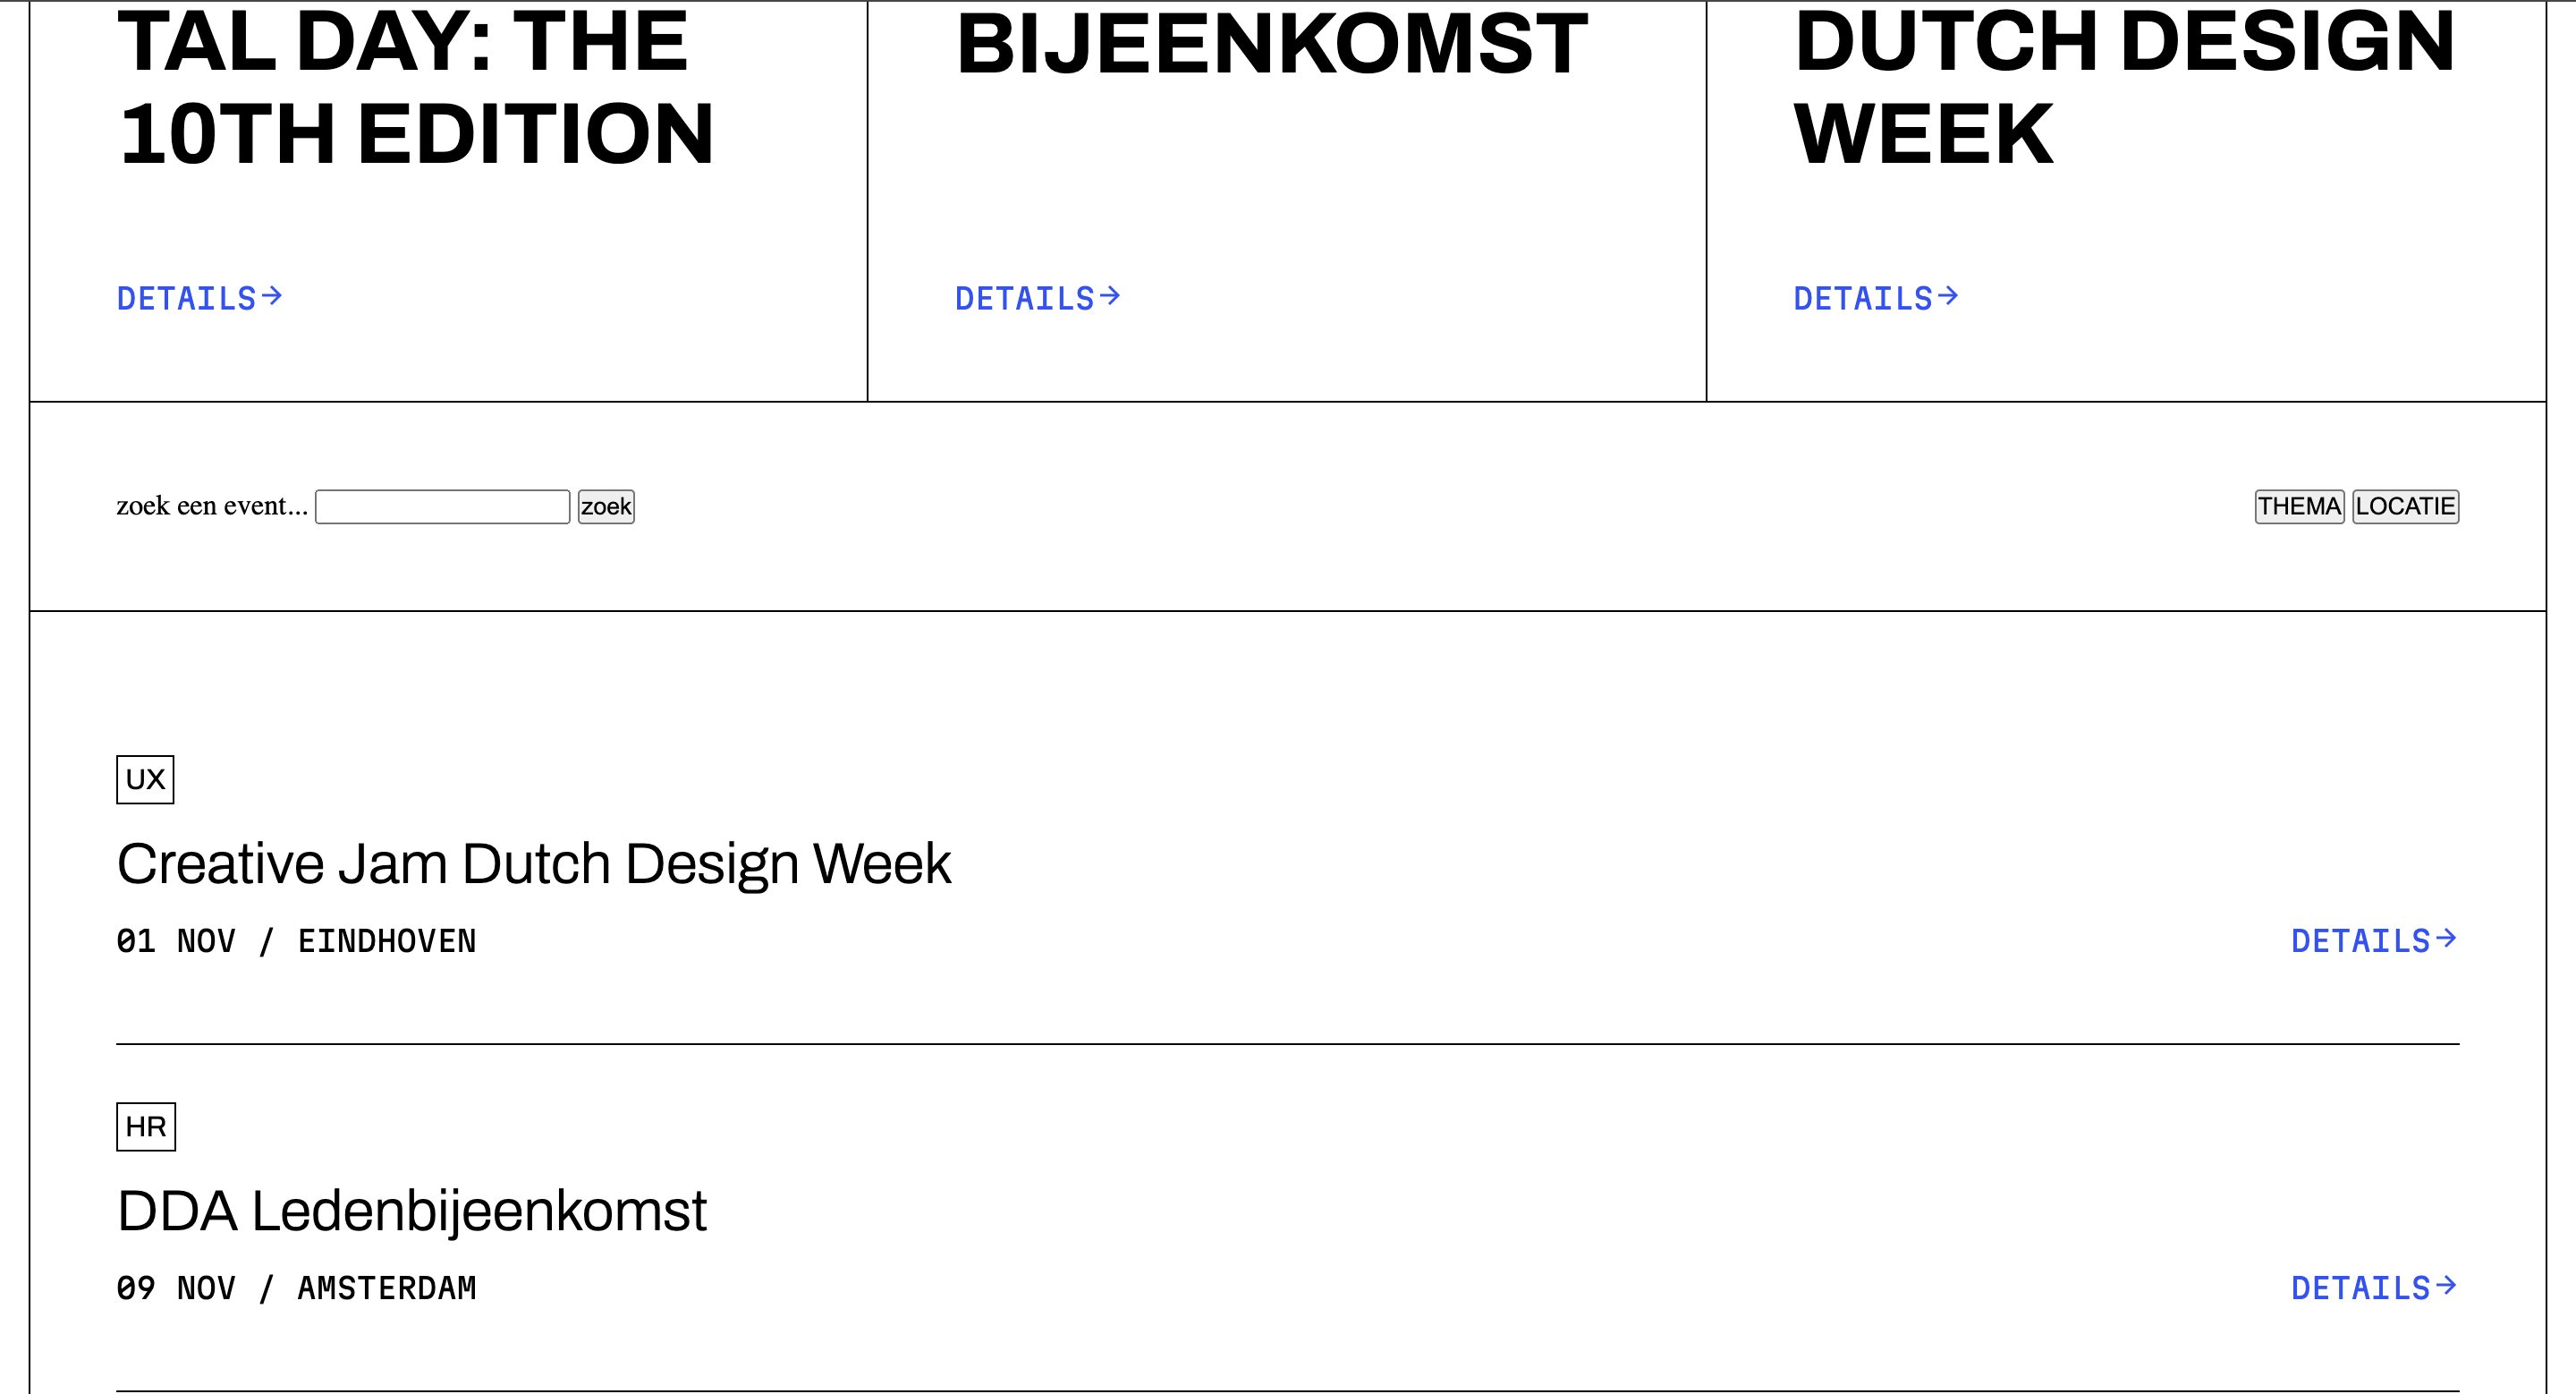 TAL DAY: THE
10TH EDITION
DETAILS→
BIJEENKOMST
DETAILS→
DUTCH DESIGN
WEEK
DETAILS→
zoek een event... zoek
THEMA LOCATIE
UX
Creative Jam Dutch Design Week
01 NOV / EINDHOVEN
DETAILS→
HR
DDA Ledenbijeenkomst
09 NOV / AMSTERDAM
DETAILS→